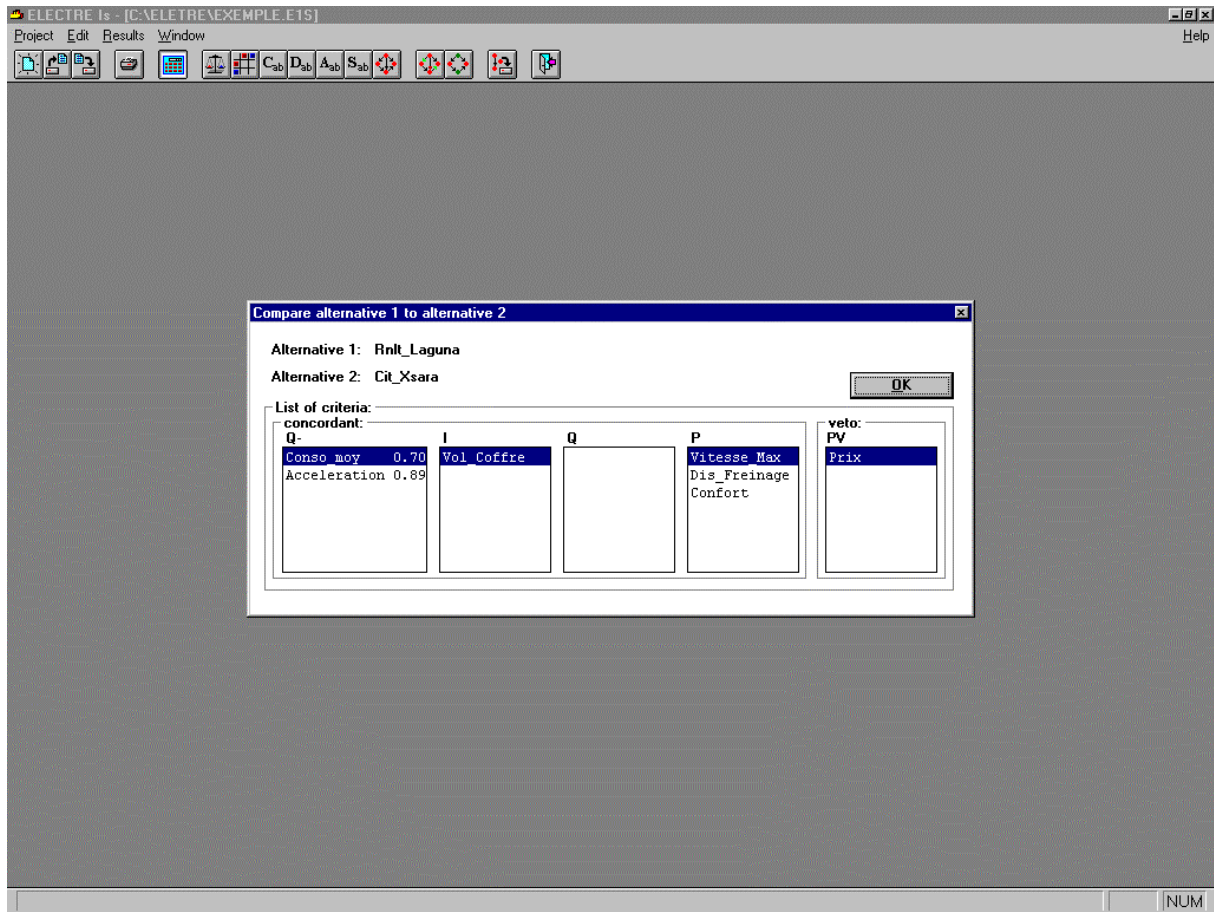 ELECTRE Is - [C:\ELETRE\EXEMPLE.E1S]
Project Edit Results Window Help
Cab Dab Aab Sab
Compare alternative 1 to alternative 2
Alternative 1: Rnlt_Laguna
Alternative 2: Cit_Xsara
OK
List of criteria:
concordant: veto:
Q- I Q P PV
Conso_moy 0.70 Vol_Coffre Vitesse_Max Prix
Acceleration 0.89 Dis_Freinage
Confort
NUM